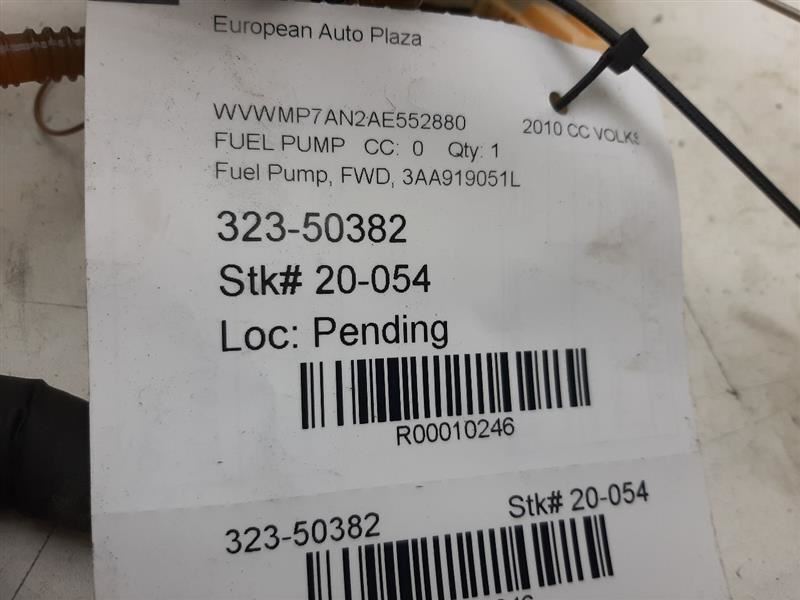 European Auto Plaza
WVWMP7AN2AE552880 2010 CC VOLKS
FUEL PUMP CC: 0 Qty: 1
Fuel Pump, FWD, 3AA919051L
323-50382
Stk# 20-054
Loc: Pending
R00010246
323-50382 Stk# 20-054